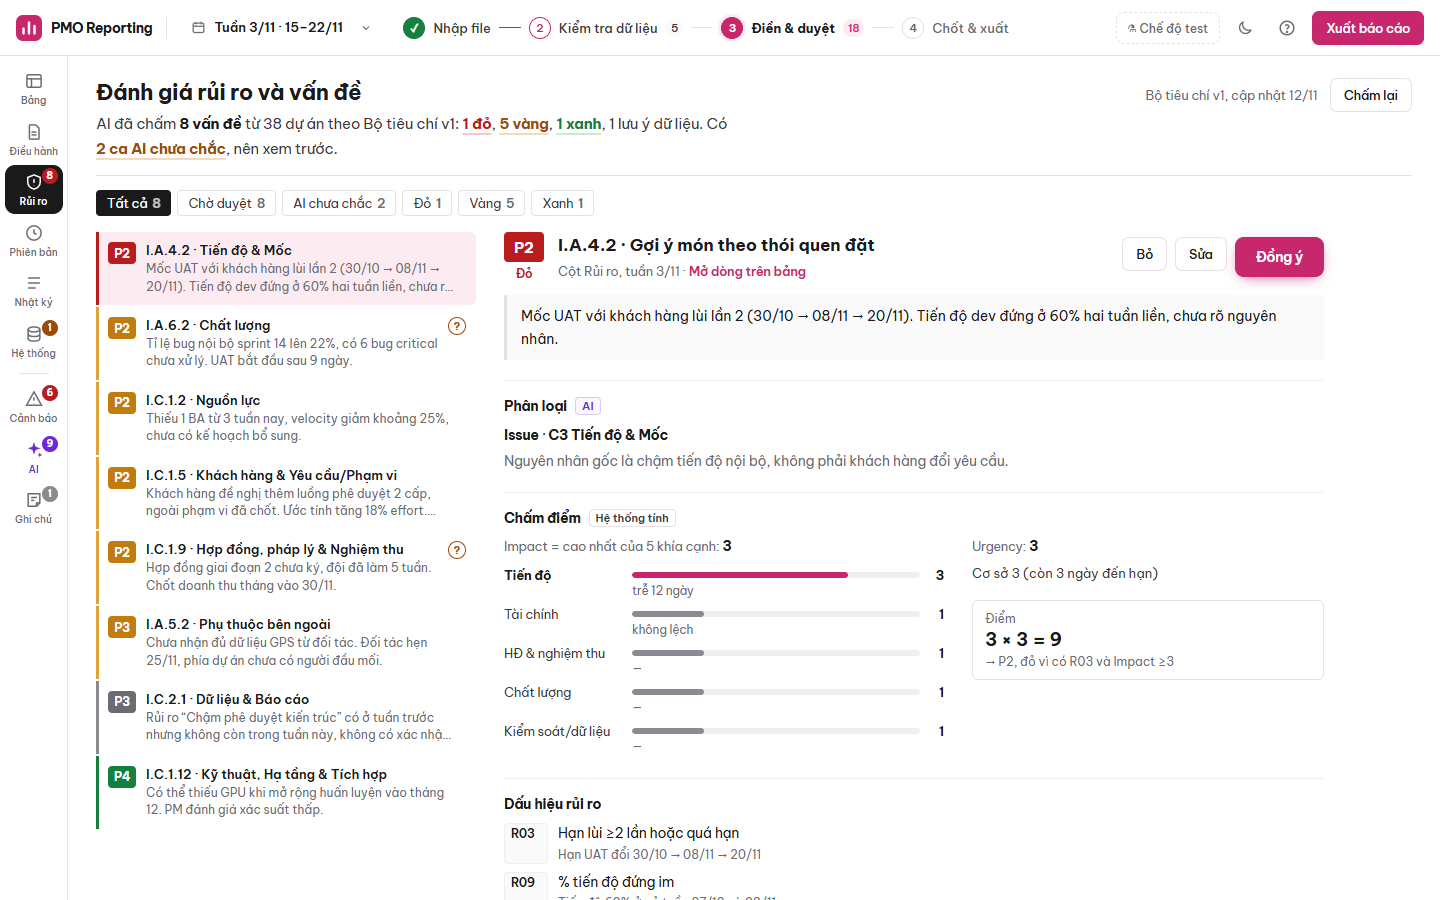 PMO Reporting
Tuần 3/11 · 15–22/11
Nhập file
2 Kiểm tra dữ liệu 5
3 Điền & duyệt 18
4 Chốt & xuất
Chế độ test
Xuất báo cáo
Bảng
Điều hành
8
Rủi ro
Phiên bản
Nhật ký
1
Hệ thống
6
Cảnh báo
9
AI
1
Ghi chú
Đánh giá rủi ro và vấn đề
AI đã chấm 8 vấn đề từ 38 dự án theo Bộ tiêu chí v1: 1 đỏ, 5 vàng, 1 xanh, 1 lưu ý dữ liệu. Có
2 ca AI chưa chắc, nên xem trước.
Bộ tiêu chí v1, cập nhật 12/11
Chấm lại
Tất cả 8
Chờ duyệt 8
AI chưa chắc 2
Đỏ 1
Vàng 5
Xanh 1
P2 I.A.4.2 · Tiến độ & Mốc
Mốc UAT với khách hàng lùi lần 2 (30/10 → 08/11 →
20/11). Tiến độ dev đứng ở 60% hai tuần liền, chưa r...
P2 I.A.6.2 · Chất lượng ?
Tỉ lệ bug nội bộ sprint 14 lên 22%, có 6 bug critical
chưa xử lý. UAT bắt đầu sau 9 ngày.
P2 I.C.1.2 · Nguồn lực
Thiếu 1 BA từ 3 tuần nay, velocity giảm khoảng 25%,
chưa có kế hoạch bổ sung.
P2 I.C.1.5 · Khách hàng & Yêu cầu/Phạm vi
Khách hàng đề nghị thêm luồng phê duyệt 2 cấp,
ngoài phạm vi đã chốt. Ước tính tăng 18% effort....
P2 I.C.1.9 · Hợp đồng, pháp lý & Nghiệm thu ?
Hợp đồng giai đoạn 2 chưa ký, đội đã làm 5 tuần.
Chốt doanh thu tháng vào 30/11.
P3 I.A.5.2 · Phụ thuộc bên ngoài
Chưa nhận đủ dữ liệu GPS từ đối tác. Đối tác hẹn
25/11, phía dự án chưa có người đầu mối.
P3 I.C.2.1 · Dữ liệu & Báo cáo
Rủi ro “Chậm phê duyệt kiến trúc” có ở tuần trước
nhưng không còn trong tuần này, không có xác nhậ...
P4 I.C.1.12 · Kỹ thuật, Hạ tầng & Tích hợp
Có thể thiếu GPU khi mở rộng huấn luyện vào tháng
12. PM đánh giá xác suất thấp.
P2 I.A.4.2 · Gợi ý món theo thói quen đặt
Đỏ Cột Rủi ro, tuần 3/11 · Mở dòng trên bảng
Bỏ
Sửa
Đồng ý
Mốc UAT với khách hàng lùi lần 2 (30/10 → 08/11 → 20/11). Tiến độ dev đứng ở 60% hai tuần liền, chưa rõ nguyên
nhân.
Phân loại AI
Issue · C3 Tiến độ & Mốc
Nguyên nhân gốc là chậm tiến độ nội bộ, không phải khách hàng đổi yêu cầu.
Chấm điểm Hệ thống tính
Impact = cao nhất của 5 khía cạnh: 3
Tiến độ 3
trễ 12 ngày
Tài chính 1
không lệch
HĐ & nghiệm thu 1
–
Chất lượng 1
–
Kiểm soát/dữ liệu 1
–
Urgency: 3
Cơ sở 3 (còn 3 ngày đến hạn)
Điểm
3 × 3 = 9
→ P2, đỏ vì có R03 và Impact ≥3
Dấu hiệu rủi ro
R03 Hạn lùi ≥2 lần hoặc quá hạn
Hạn UAT đổi 30/10 → 08/11 → 20/11
R09 % tiến độ đứng im